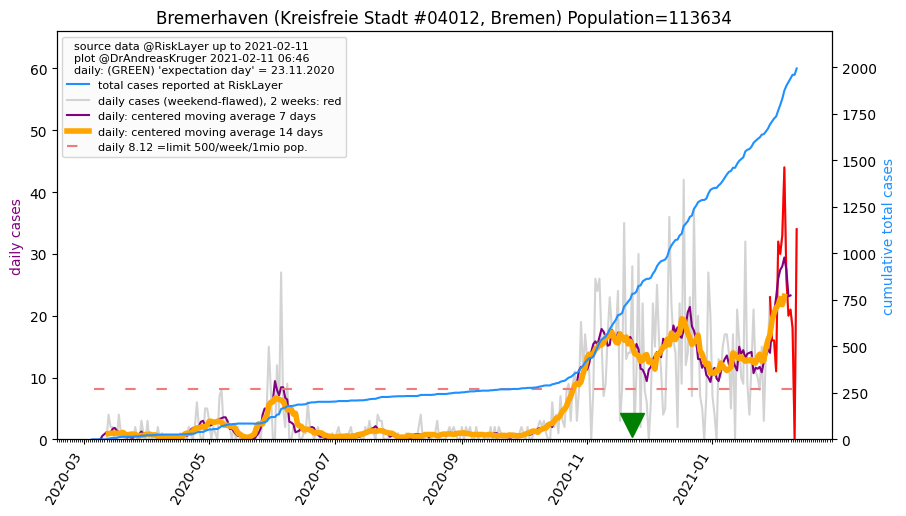 Bremerhaven (Kreisfreie Stadt #04012, Bremen) Population=113634
source data @RiskLayer up to 2021-02-11
plot @DrAndreasKruger 2021-02-11 06:46
daily: (GREEN) 'expectation day' = 23.11.2020
total cases reported at RiskLayer
daily cases (weekend-flawed), 2 weeks: red
daily: centered moving average 7 days
daily: centered moving average 14 days
daily 8.12 =limit 500/week/1mio pop.
daily cases
60
50
40
30
20
10
0
cumulative total cases
2000
1750
1500
1250
1000
750
500
250
0
2020-03
2020-05
2020-07
2020-09
2020-11
2021-01